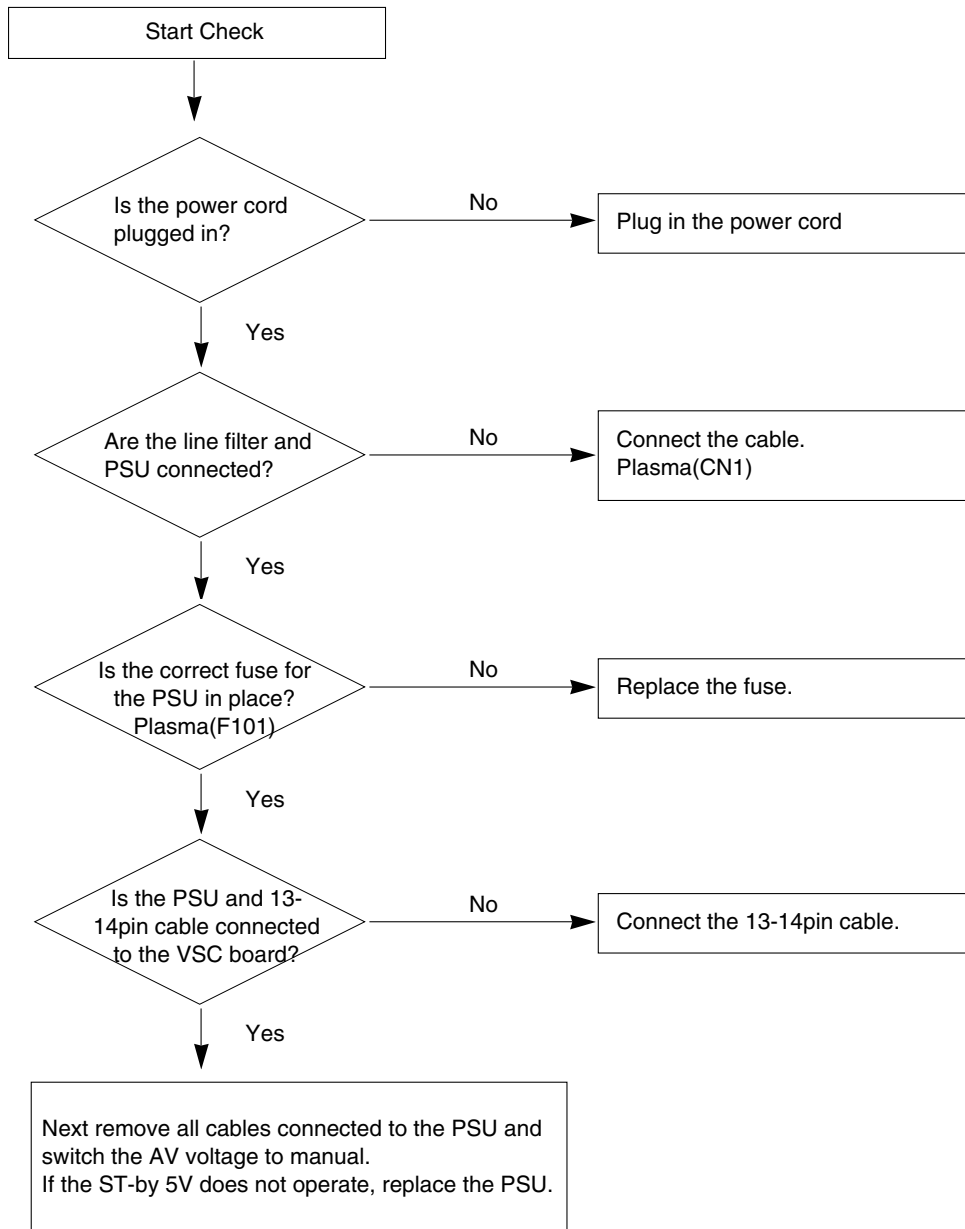 Start Check
Is the power cord
plugged in?
No
Plug in the power cord
Yes
Are the line filter and
PSU connected?
No
Connect the cable.
Plasma(CN1)
Yes
Is the correct fuse for
the PSU in place?
Plasma(F101)
No
Replace the fuse.
Yes
Is the PSU and 13-
14pin cable connected
to the VSC board?
No
Connect the 13-14pin cable.
Yes
Next remove all cables connected to the PSU and
switch the AV voltage to manual.
If the ST-by 5V does not operate, replace the PSU.